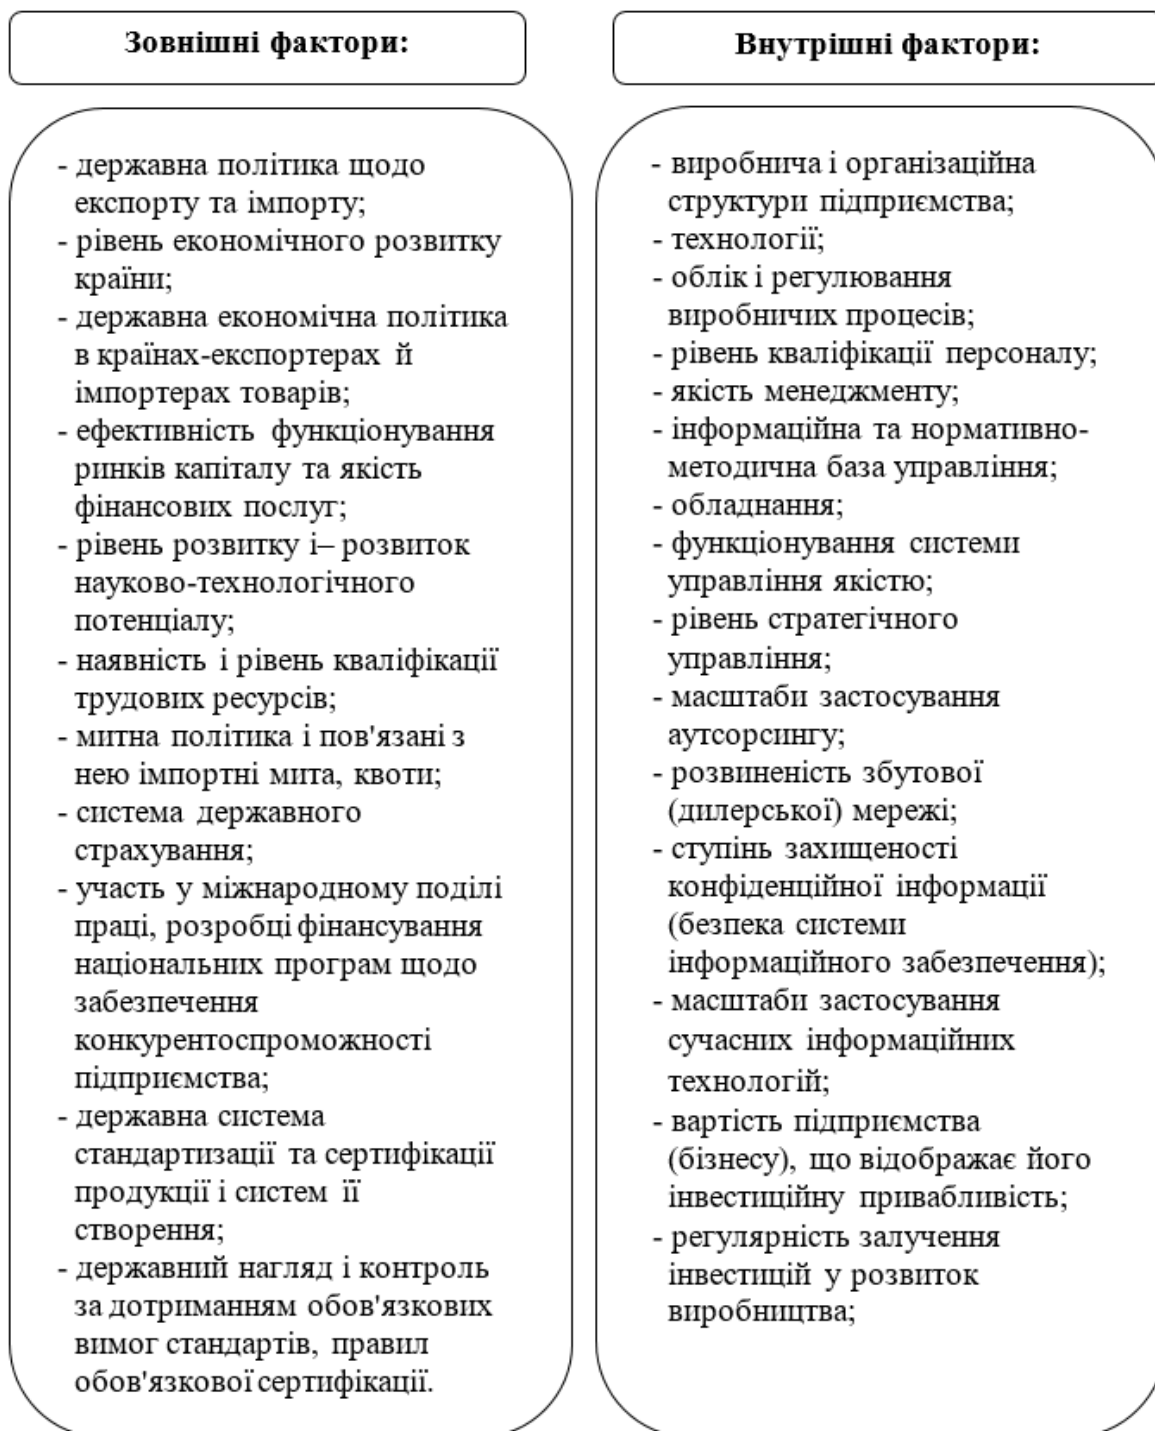 Зовнішні фактори:
- державна політика щодо
експорту та імпорту;
- рівень економічного розвитку
країни;
- державна економічна політика
в країнах-експортерах й
імпортерах товарів;
- ефективність функціонування
ринків капіталу та якість
фінансових послуг;
- рівень розвитку і– розвиток
науково-технологічного
потенціалу;
- наявність і рівень кваліфікації
трудових ресурсів;
- митна політика і пов'язані з
нею імпортні мита, квоти;
- система державного
страхування;
- участь у міжнародному поділі
праці, розробці фінансування
національних програм щодо
забезпечення
конкурентоспроможності
підприємства;
- державна система
стандартизації та сертифікації
продукції і систем її
створення;
- державний нагляд і контроль
за дотриманням обов'язкових
вимог стандартів, правил
обов'язкової сертифікації.
Внутрішні фактори:
- виробнича і організаційна
структури підприємства;
- технології;
- облік і регулювання
виробничих процесів;
- рівень кваліфікації персоналу;
- якість менеджменту;
- інформаційна та нормативно-
методична база управління;
- обладнання;
- функціонування системи
управління якістю;
- рівень стратегічного
управління;
- масштаби застосування
аутсорсингу;
- розвиненість збутової
(дилерської) мережі;
- ступінь захищеності
конфіденційної інформації
(безпека системи
інформаційного забезпечення);
- масштаби застосування
сучасних інформаційних
технологій;
- вартість підприємства
(бізнесу), що відображає його
інвестиційну привабливість;
- регулярність залучення
інвестицій у розвиток
виробництва;